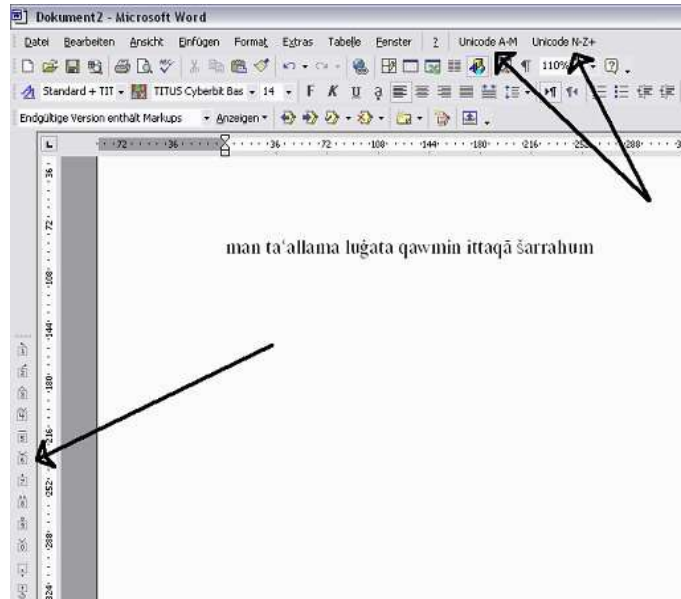 Dokument2 - Microsoft Word
Datei Bearbeiten Ansicht Einfügen Format Extras Tabelle Fenster ? Unicode A-M Unicode N-Z+
110%
Standard + TIT TITUS Cyberbit Bas 14 F K U
Endgültige Version enthält Markups Anzeigen
72 36 36 72 108 144 180 216 252 288
man taʿallama luġata qawmin ittaqā šarrahum
36
72
108
144
180
216
252
288
324